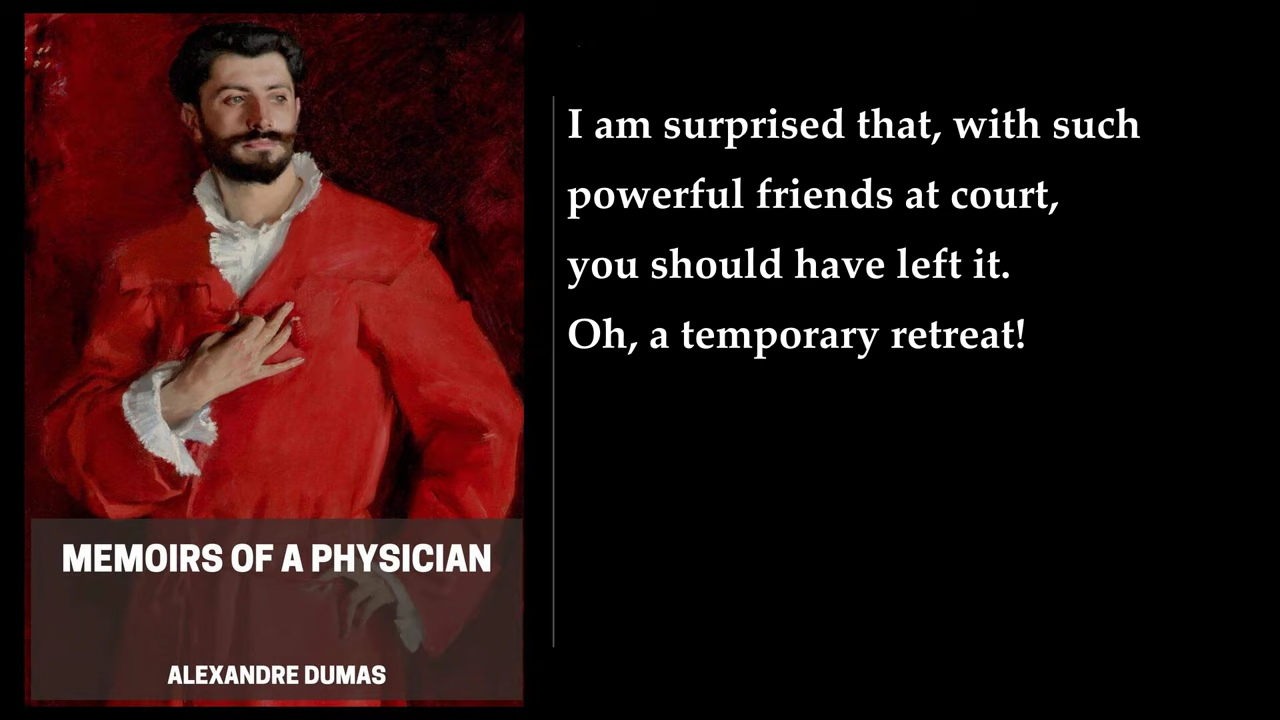 I am surprised that, with such
powerful friends at court,
you should have left it.
Oh, a temporary retreat!
MEMOIRS OF A PHYSICIAN
ALEXANDRE DUMAS